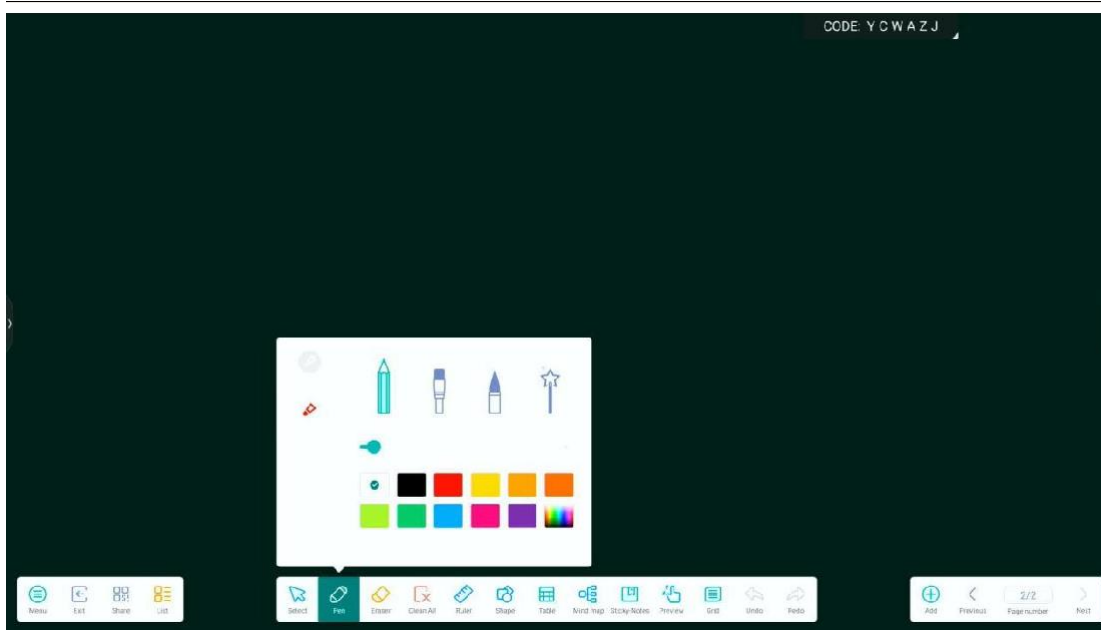 CODE: Y C W A Z J
Menu
Exit
Share
List
Select
Pen
Eraser
Clean All
Ruler
Shape
Table
Mind map
Sticky Notes
Preview
Grid
Undo
Redo
Add
Previous
2/2
Page number
Next